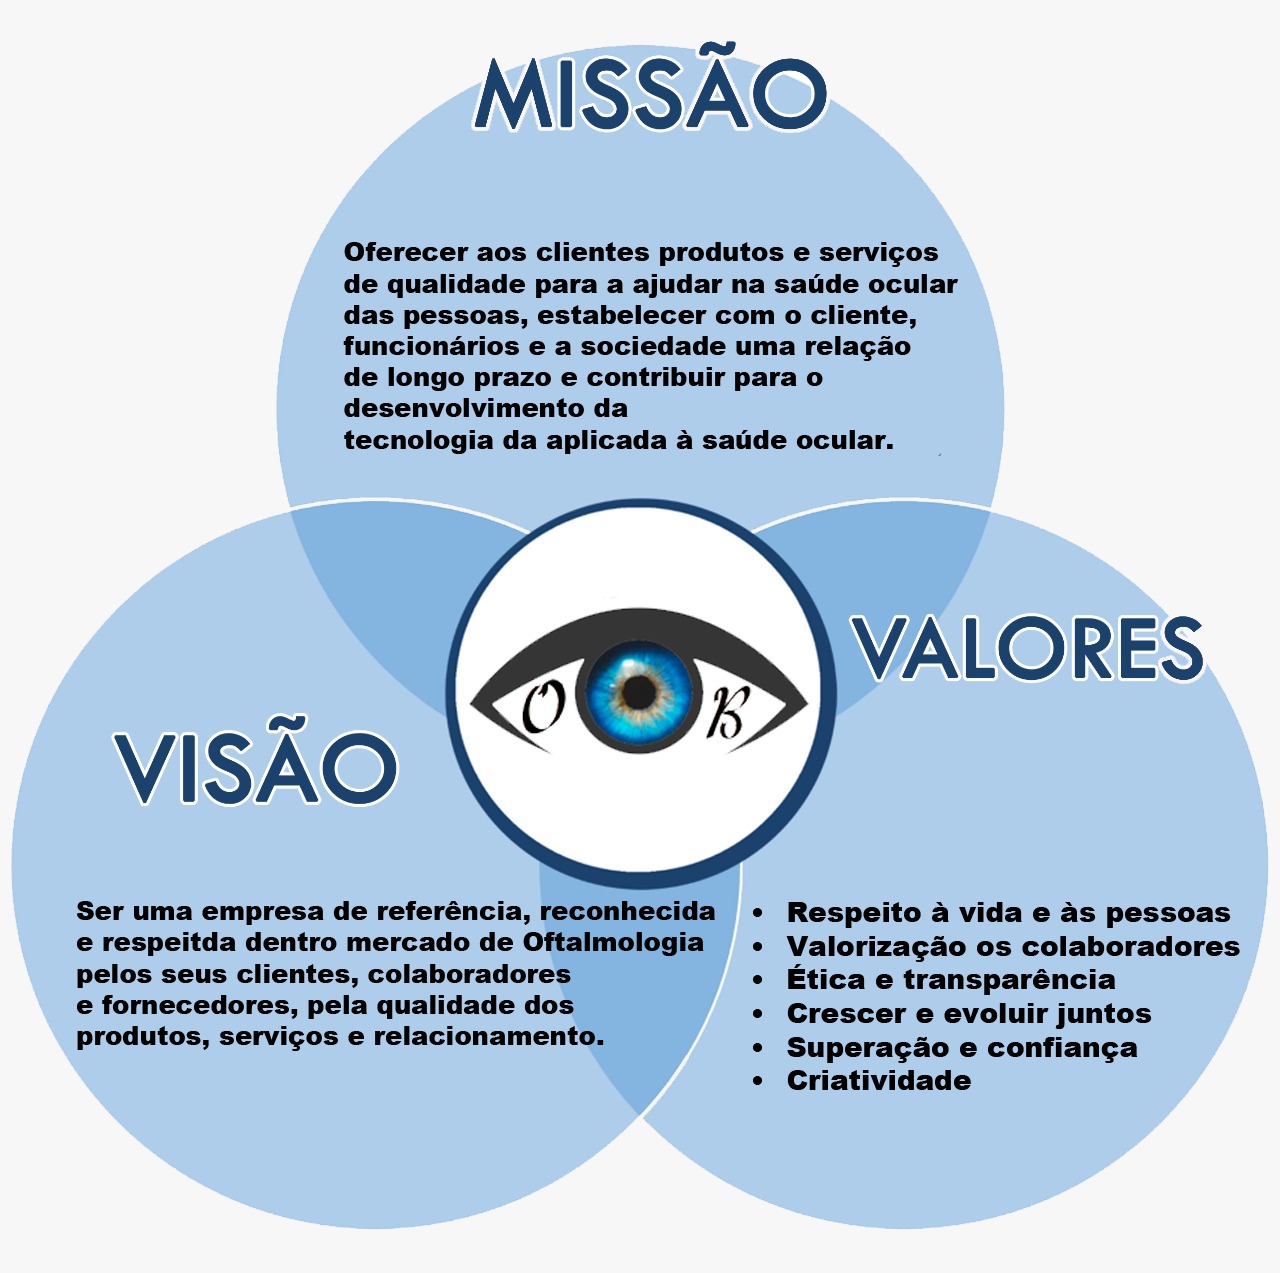 MISSÃO
Oferecer aos clientes produtos e serviços
de qualidade para a ajudar na saúde ocular
das pessoas, estabelecer com o cliente,
funcionários e a sociedade uma relação
de longo prazo e contribuir para o
desenvolvimento da
tecnologia da aplicada à saúde ocular.
O B
VISÃO
Ser uma empresa de referência, reconhecida
e respeitda dentro mercado de Oftalmologia
pelos seus clientes, colaboradores
e fornecedores, pela qualidade dos
produtos, serviços e relacionamento.
VALORES
• Respeito à vida e às pessoas
• Valorização os colaboradores
• Ética e transparência
• Crescer e evoluir juntos
• Superação e confiança
• Criatividade